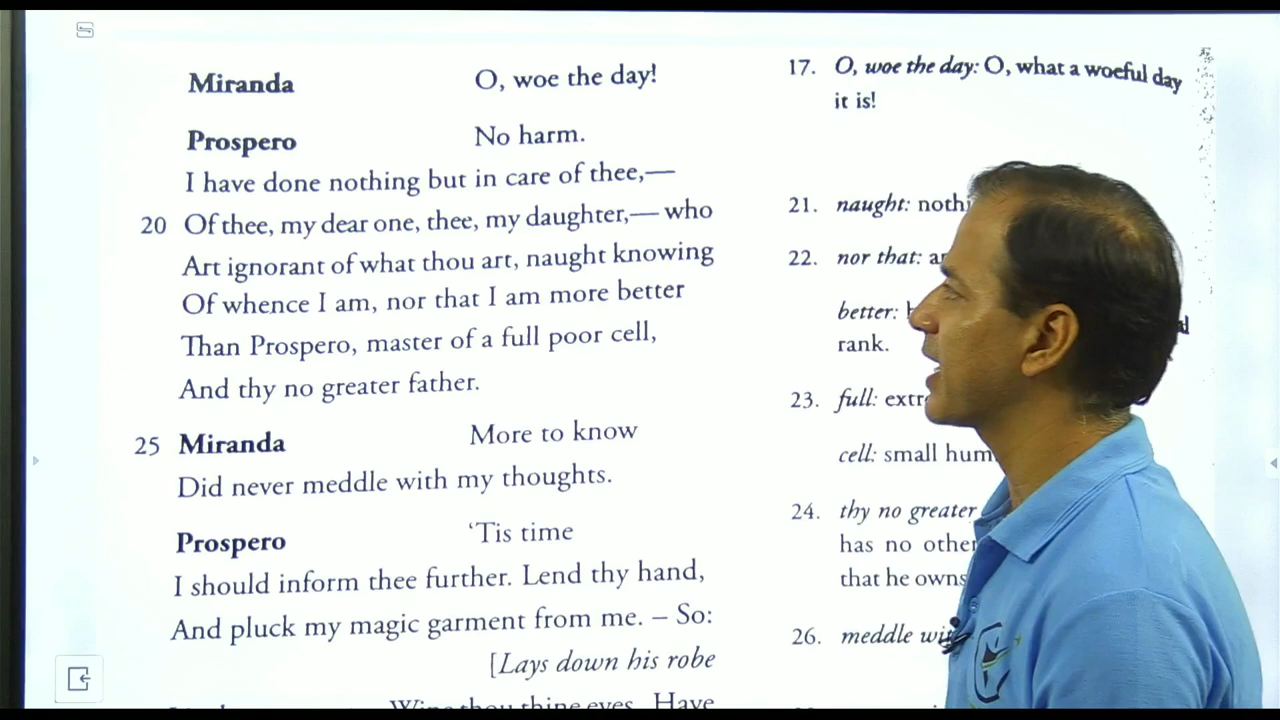 Miranda O, woe the day!
Prospero No harm.
I have done nothing but in care of thee,—
20 Of thee, my dear one, thee, my daughter,— who
Art ignorant of what thou art, naught knowing
Of whence I am, nor that I am more better
Than Prospero, master of a full poor cell,
And thy no greater father.
25 Miranda More to know
Did never meddle with my thoughts.
Prospero ‘Tis time
I should inform thee further. Lend thy hand,
And pluck my magic garment from me. – So:
[Lays down his robe
thou thine eyes. Have
17. O, woe the day: O, what a woeful day
it is!
21. naught:
22. nor that:
better:
rank.
23. full:
cell: small
24. thy no greater
has no other
that he owns
26. meddle